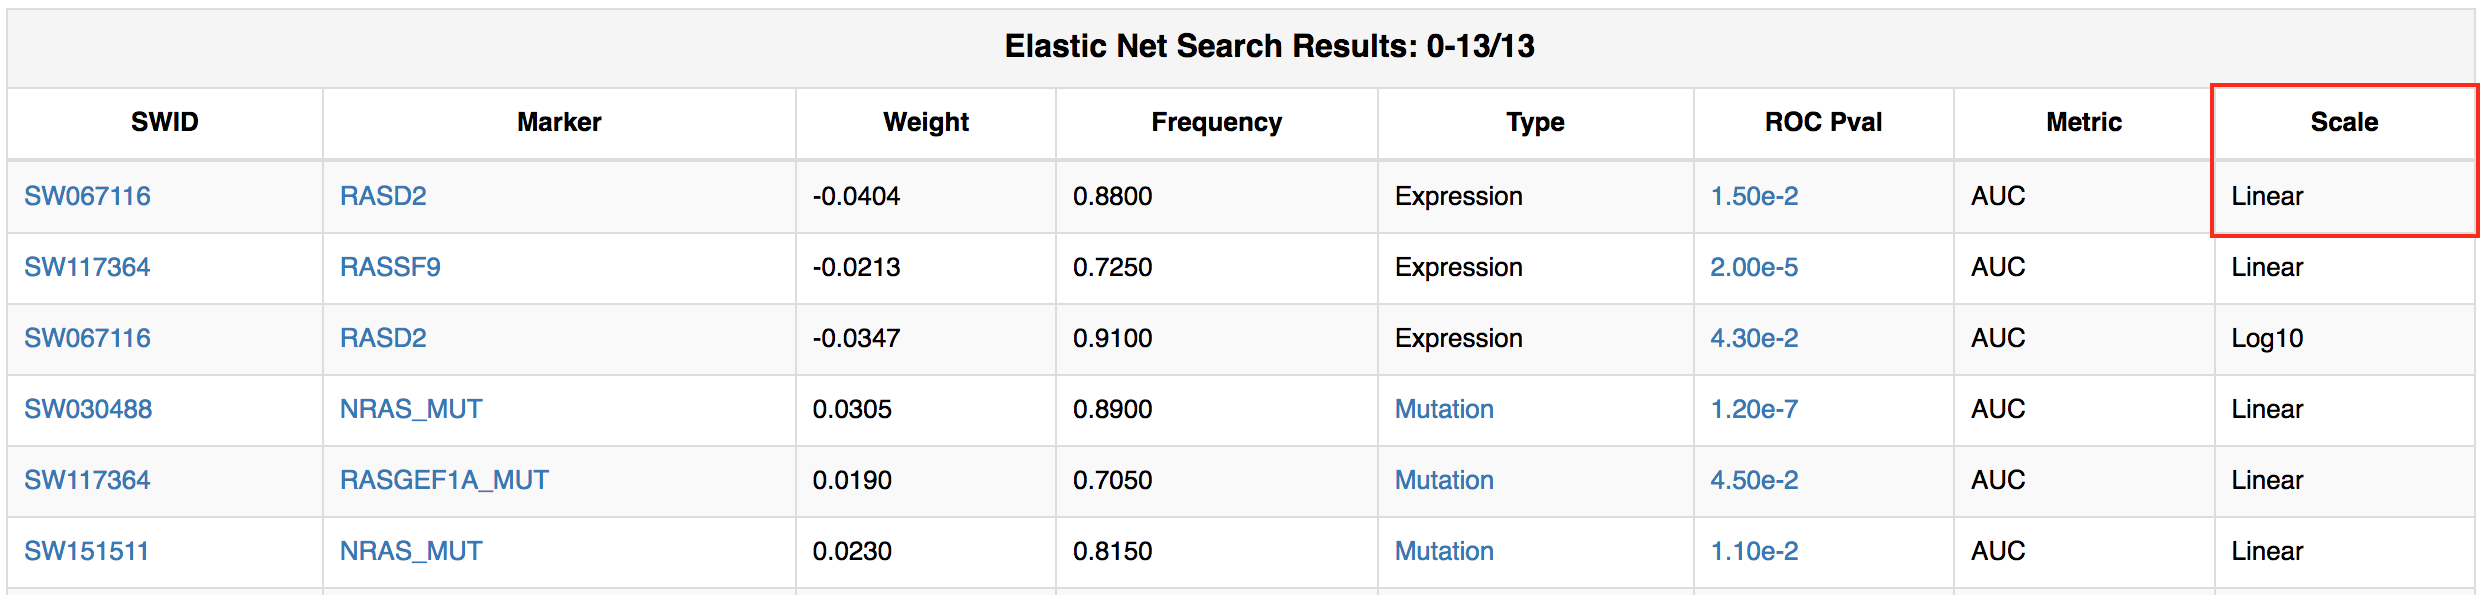 Elastic Net Search Results: 0-13/13
SWID Marker Weight Frequency Type ROC Pval Metric Scale
SW067116 RASD2 -0.0404 0.8800 Expression 1.50e-2 AUC Linear
SW117364 RASSF9 -0.0213 0.7250 Expression 2.00e-5 AUC Linear
SW067116 RASD2 -0.0347 0.9100 Expression 4.30e-2 AUC Log10
SW030488 NRAS_MUT 0.0305 0.8900 Mutation 1.20e-7 AUC Linear
SW117364 RASGEF1A_MUT 0.0190 0.7050 Mutation 4.50e-2 AUC Linear
SW151511 NRAS_MUT 0.0230 0.8150 Mutation 1.10e-2 AUC Linear